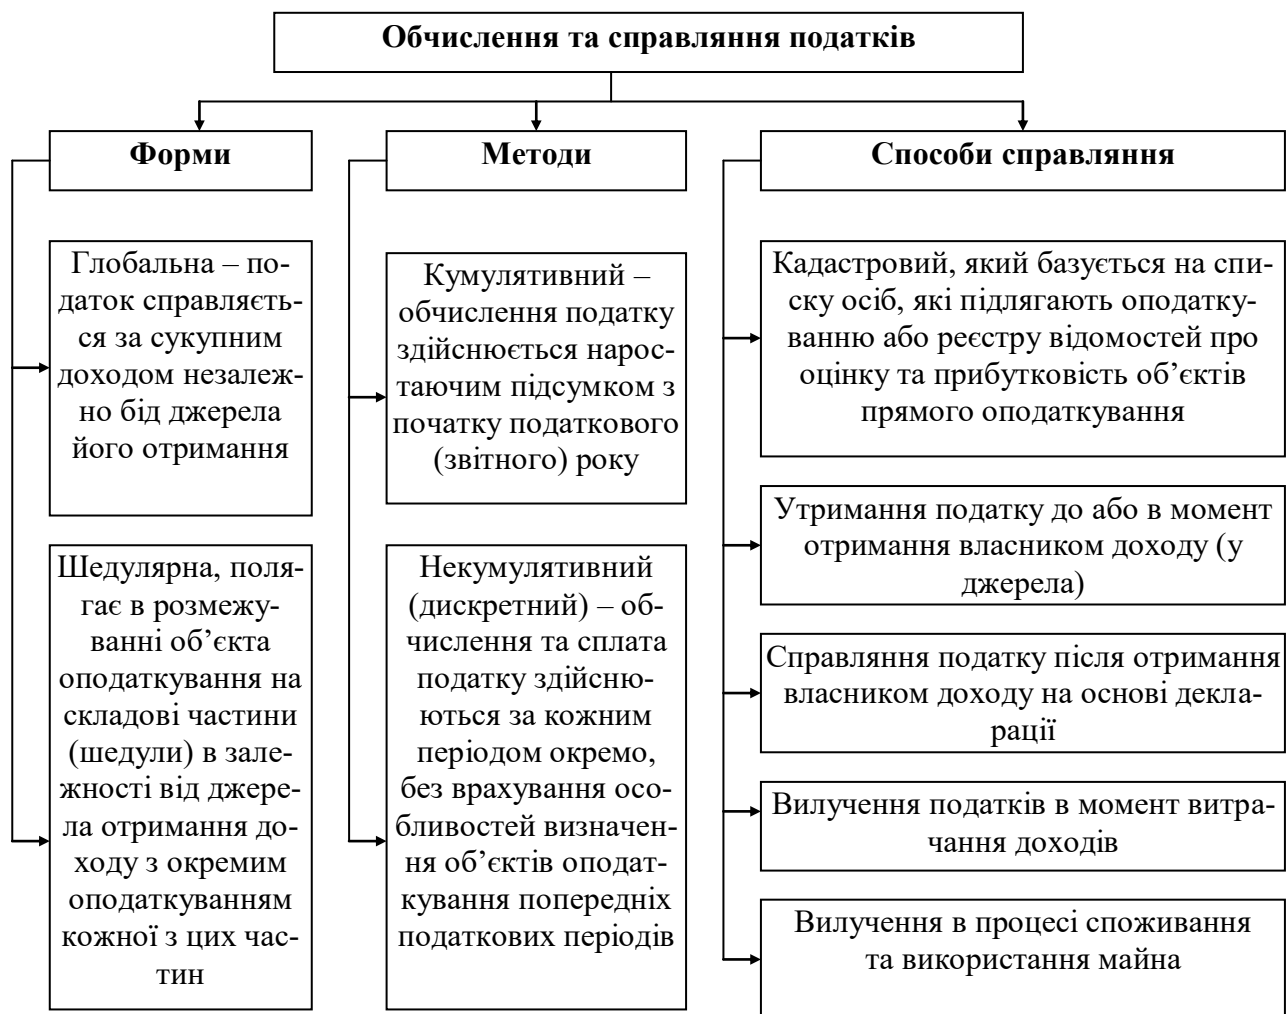 Обчислення та справляння податків
Форми
Методи
Способи справляння
Глобальна – по-
даток справляєть-
ся за сукупним
доходом незалеж-
но бід джерела
його отримання
Шедулярна, поля-
гає в розмежу-
ванні об’єкта
оподаткування на
складові частини
(шедули) в зале-
жності від джере-
ла отримання до-
ходу з окремим
оподаткуванням
кожної з цих час-
тин
Кумулятивний –
обчислення податку
здійснюється нарос-
таючим підсумком з
початку податкового
(звітного) року
Некумулятивний
(дискретний) – об-
числення та сплата
податку здійсню-
ються за кожним
періодом окремо,
без врахування осо-
бливостей визначен-
ня об’єктів оподат-
кування попередніх
податкових періодів
Кадастровий, який базується на спи-
ску осіб, які підлягають оподатку-
ванню або реєстру відомостей про
оцінку та прибутковість об’єктів
прямого оподаткування
Утримання податку до або в момент
отримання власником доходу (у
джерела)
Справляння податку після отримання
власником доходу на основі декла-
рації
Вилучення податків в момент витра-
чання доходів
Вилучення в процесі споживання
та використання майна